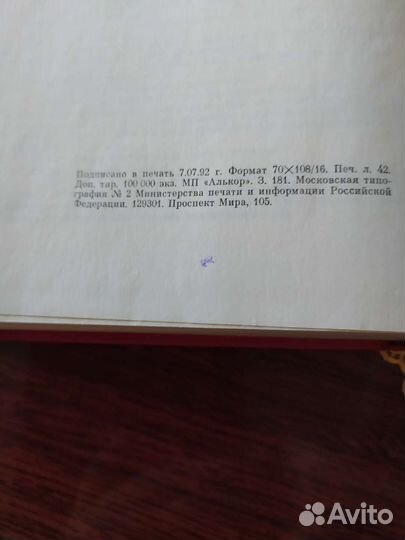 Подписано в печать 7.07.92 г. Формат 70×108/16. Печ. л. 42.
Доп. тир. 100 000 экз. МП «Алькор». З. 181. Московская типо-
графия № 2 Министерства печати и информации Российской
Федерации. 129301. Проспект Мира, 105.
Avito